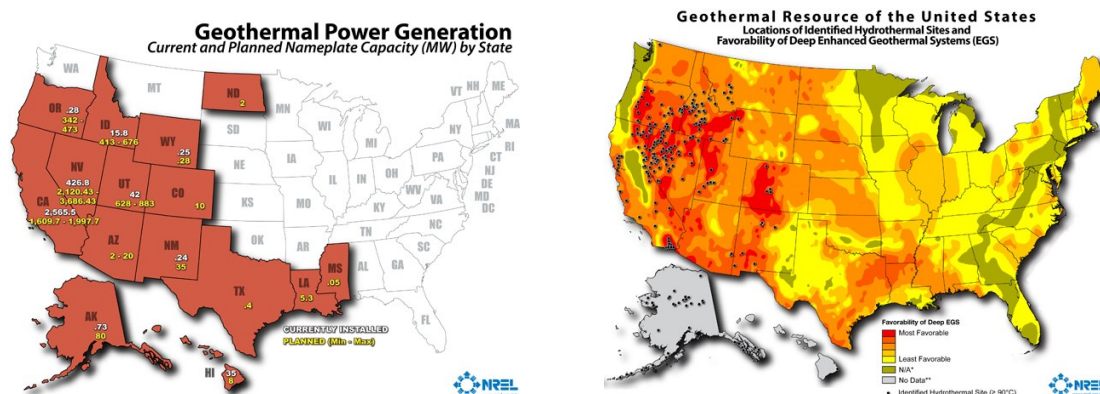 Geothermal Power Generation
Current and Planned Nameplate Capacity (MW) by State
WA
MT
ND
2
MN
VT
NH
ME
OR
.28
342
473
ID
15.8
413 - 676
WY
.25
.28
SD
WI
MI
NY
MA
RI
CT
NJ
DE
MD
DC
NV
426.8
2,120.43 -
3,686.43
UT
42
628 - 883
CO
10
NE
IA
IL
IN
OH
PA
WV
VA
CA
2,565.5
1,609.7 - 1,997.7
KS
MO
KY
NC
AZ
2 - 20
NM
.24
35
OK
AR
TN
SC
TX
.4
LA
5.3
MS
.05
AL
GA
FL
AK
.73
80
HI
35
8
CURRENTLY INSTALLED
PLANNED (Min - Max)
NREL
Geothermal Resource of the United States
Locations of Identified Hydrothermal Sites and
Favorability of Deep Enhanced Geothermal Systems (EGS)
Favorability of Deep EGS
Most Favorable
Least Favorable
N/A*
No Data**
Identified Hydrothermal Site (≥ 90°C)
NREL